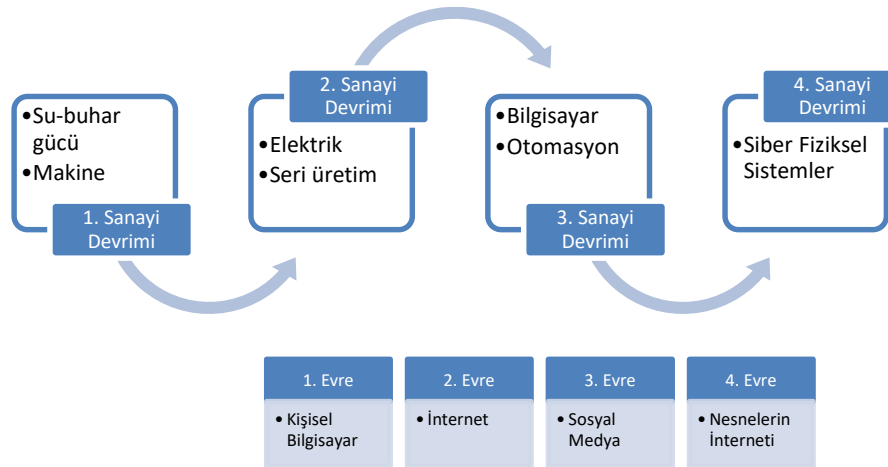 •Su-buhar
gücü
•Makine
1. Sanayi
Devrimi
2. Sanayi
Devrimi
•Elektrik
•Seri üretim
•Bilgisayar
•Otomasyon
3. Sanayi
Devrimi
4. Sanayi
Devrimi
•Siber Fiziksel
Sistemler
1. Evre
• Kişisel
Bilgisayar
2. Evre
• İnternet
3. Evre
• Sosyal
Medya
4. Evre
• Nesnelerin
İnterneti